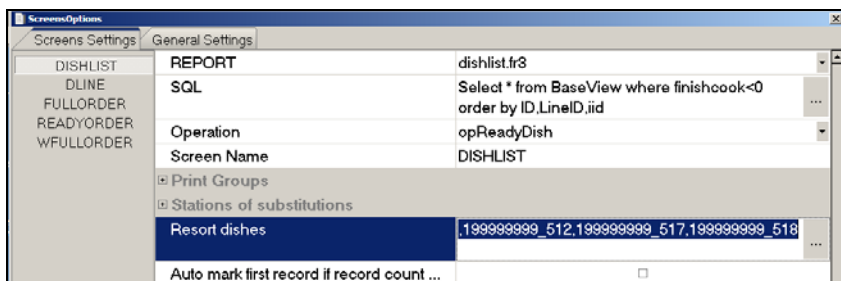 ScreensOptions
Screens Settings General Settings
DISHLIST
DLINE
FULLORDER
READYORDER
WFULLORDER
REPORT dishlist.fr3
SQL Select * from BaseView where finishcook<0
order by ID,LineID,iid
...
Operation opReadyDish
Screen Name DISHLIST
Print Groups
Stations of substitutions
Resort dishes ,199999999_512,199999999_517,199999999_518
...
Auto mark first record if record count ...